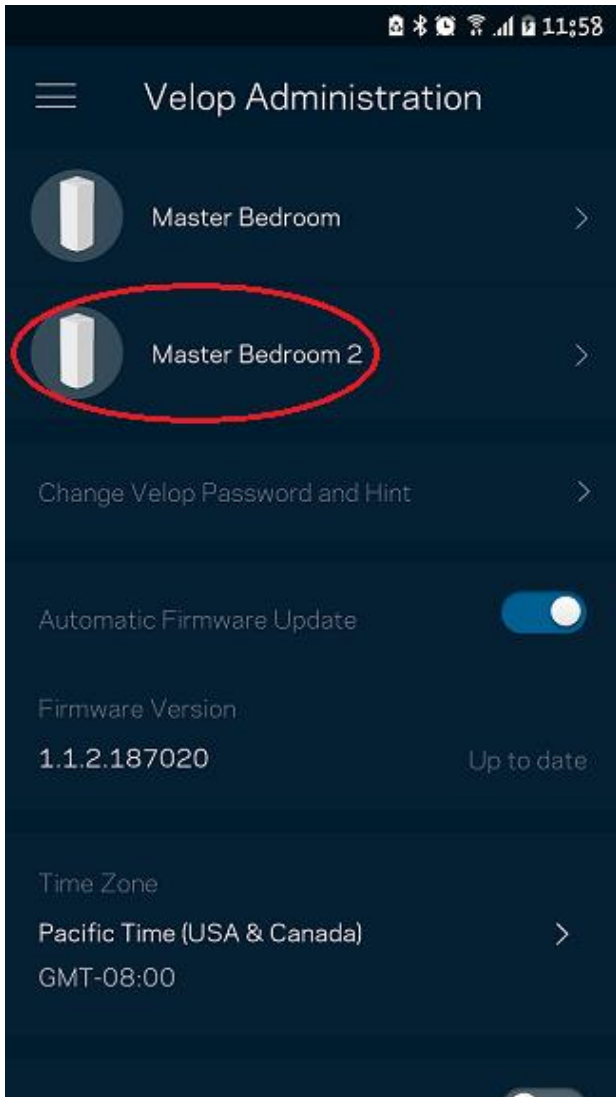 11:58
Velop Administration
Master Bedroom
Master Bedroom 2
Change Velop Password and Hint
Automatic Firmware Update
Firmware Version
1.1.2.187020 Up to date
Time Zone
Pacific Time (USA & Canada)
GMT-08:00